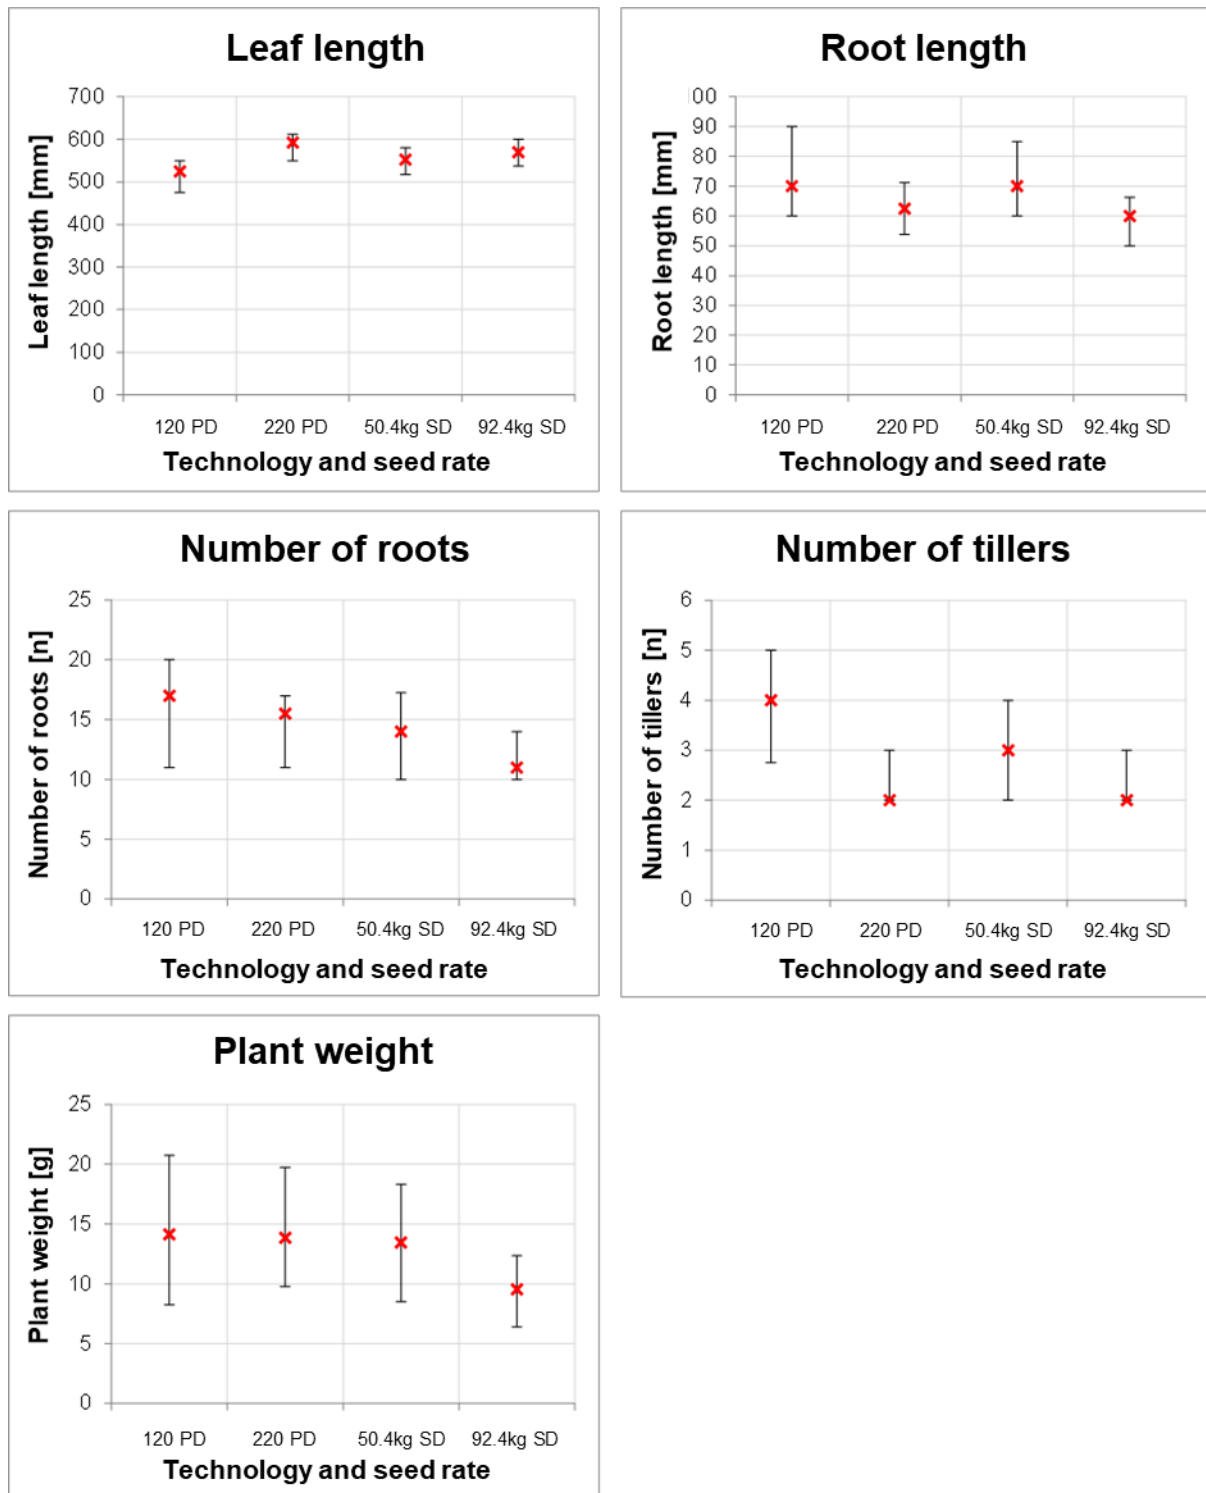 Leaf length
Leaf length [mm]
700
600
500
400
300
200
100
0
120 PD 220 PD 50.4kg SD 92.4kg SD
Technology and seed rate
Root length
Root length [mm]
00
90
80
70
60
50
40
30
20
10
0
120 PD 220 PD 50.4kg SD 92.4kg SD
Technology and seed rate
Number of roots
Number of roots [n]
25
20
15
10
5
0
120 PD 220 PD 50.4kg SD 92.4kg SD
Technology and seed rate
Number of tillers
Number of tillers [n]
6
5
4
3
2
1
0
120 PD 220 PD 50.4kg SD 92.4kg SD
Technology and seed rate
Plant weight
Plant weight [g]
25
20
15
10
5
0
120 PD 220 PD 50.4kg SD 92.4kg SD
Technology and seed rate